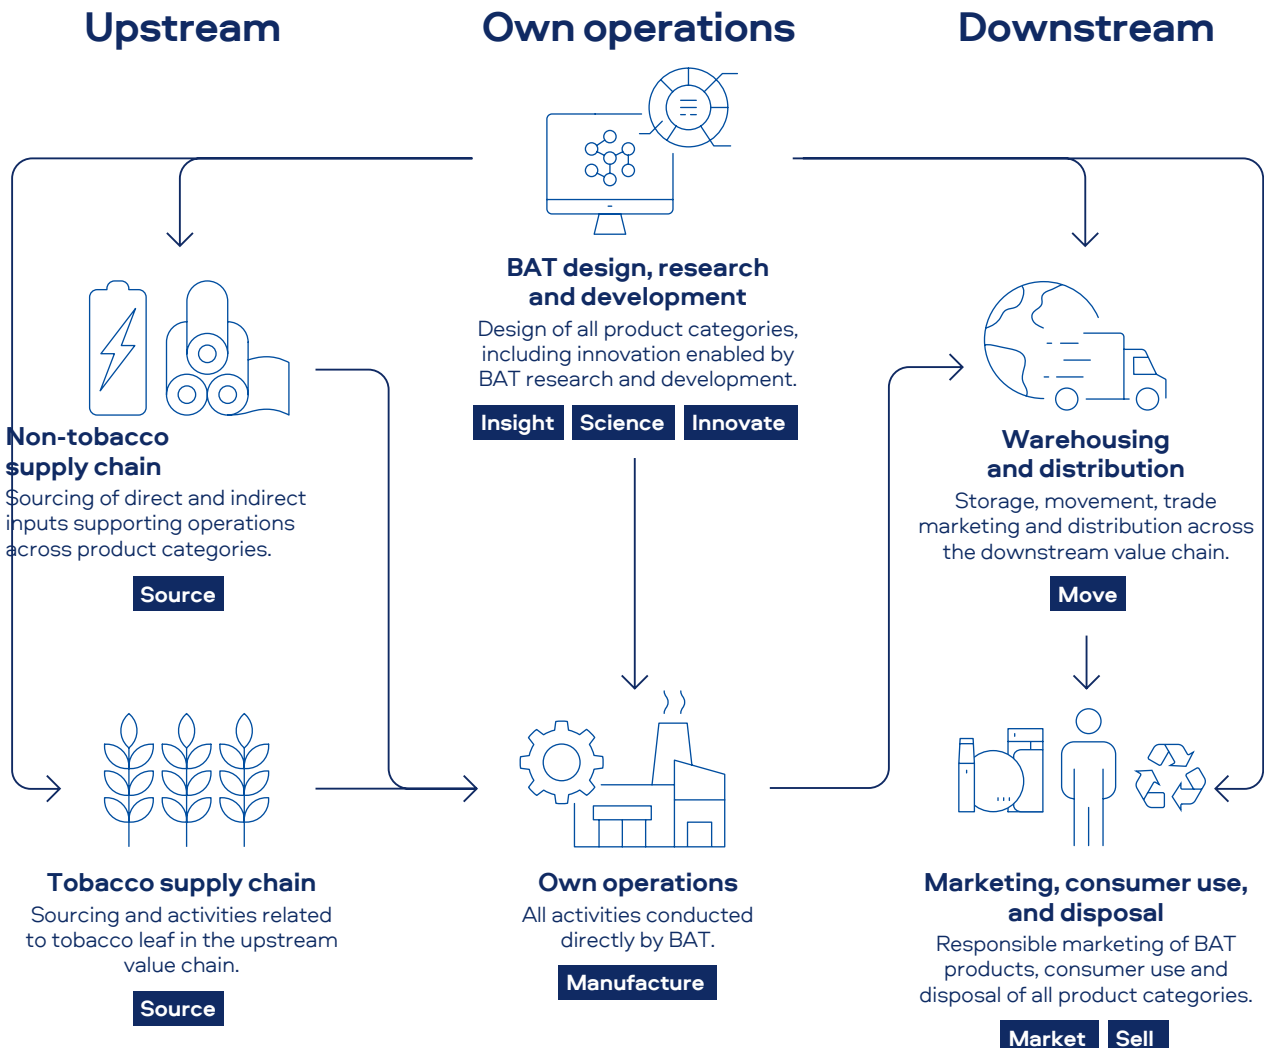 Upstream
Own operations
Downstream
BAT design, research
and development
Design of all product categories,
including innovation enabled by
BAT research and development.
Insight
Science
Innovate
Non-tobacco
supply chain
Sourcing of direct and indirect
inputs supporting operations
across product categories.
Source
Warehousing
and distribution
Storage, movement, trade
marketing and distribution across
the downstream value chain.
Move
Tobacco supply chain
Sourcing and activities related
to tobacco leaf in the upstream
value chain.
Source
Own operations
All activities conducted
directly by BAT.
Manufacture
Marketing, consumer use,
and disposal
Responsible marketing of BAT
products, consumer use and
disposal of all product categories.
Market
Sell